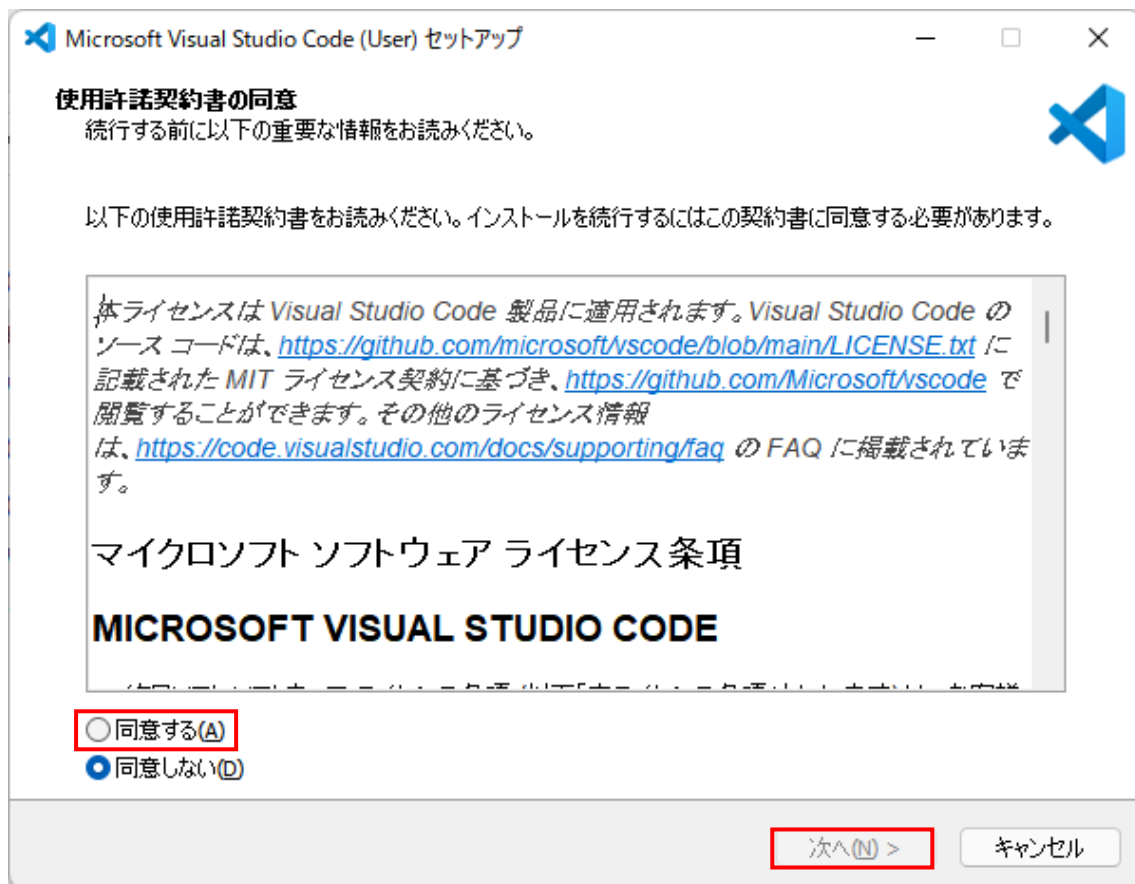 Microsoft Visual Studio Code (User) セットアップ
使用許諾契約書の同意
続行する前に以下の重要な情報をお読みください。
以下の使用許諾契約書をお読みください。インストールを続行するにはこの契約書に同意する必要があります。
本ライセンスは Visual Studio Code 製品に適用されます。Visual Studio Code の
ソース コードは、https://github.com/microsoft/vscode/blob/main/LICENSE.txt に
記載された MIT ライセンス契約に基づき、https://github.com/Microsoft/vscode で
閲覧することができます。その他のライセンス情報
は、https://code.visualstudio.com/docs/supporting/faq の FAQ に掲載されていま
す。
マイクロソフト ソフトウェア ライセンス条項
MICROSOFT VISUAL STUDIO CODE
同意する(A)
同意しない(D)
次へ(N) >
キャンセル